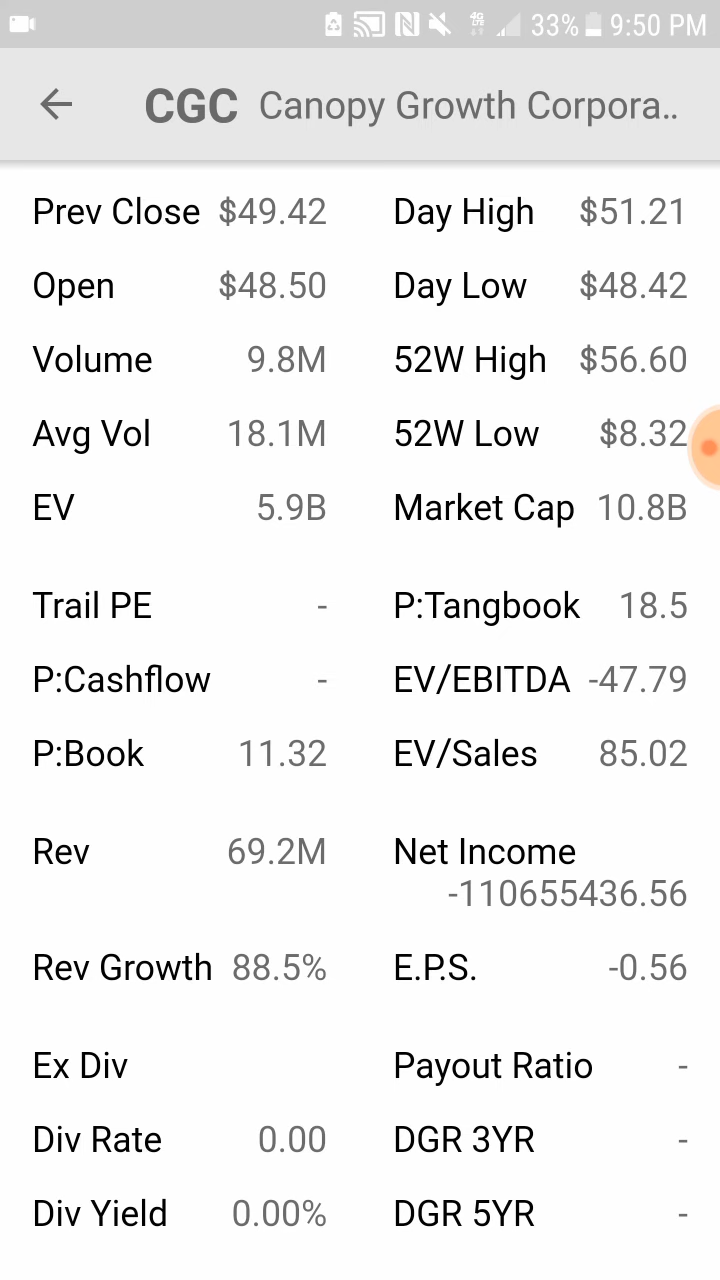 4G LTE 33% 9:50 PM
CGC Canopy Growth Corpora..
Prev Close $49.42 Day High $51.21
Open $48.50 Day Low $48.42
Volume 9.8M 52W High $56.60
Avg Vol 18.1M 52W Low $8.32
EV 5.9B Market Cap 10.8B
Trail PE - P:Tangbook 18.5
P:Cashflow - EV/EBITDA -47.79
P:Book 11.32 EV/Sales 85.02
Rev 69.2M Net Income
-110655436.56
Rev Growth 88.5% E.P.S. -0.56
Ex Div Payout Ratio -
Div Rate 0.00 DGR 3YR -
Div Yield 0.00% DGR 5YR -